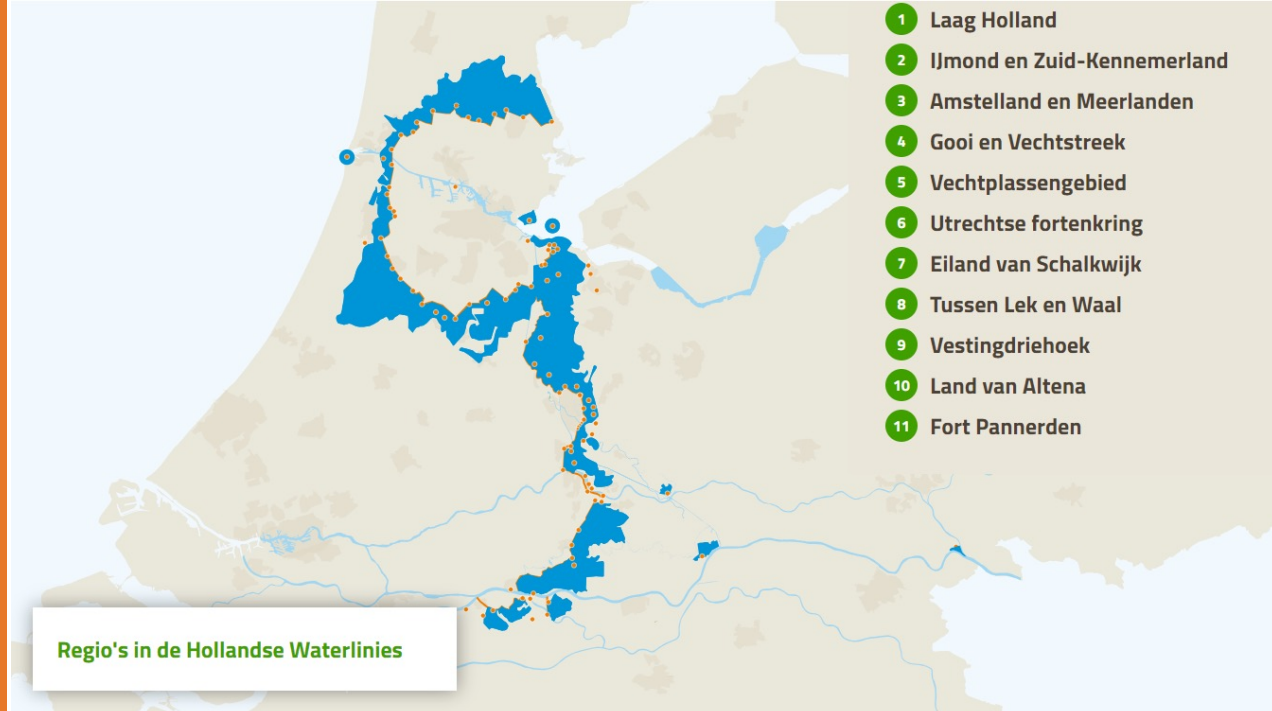 1 Laag Holland
2 IJmond en Zuid-Kennemerland
3 Amstelland en Meerlanden
4 Gooi en Vechtstreek
5 Vechtplassengebied
6 Utrechtse fortenkring
7 Eiland van Schalkwijk
8 Tussen Lek en Waal
9 Vestingdriehoek
10 Land van Altena
11 Fort Pannerden
Regio's in de Hollandse Waterlinies